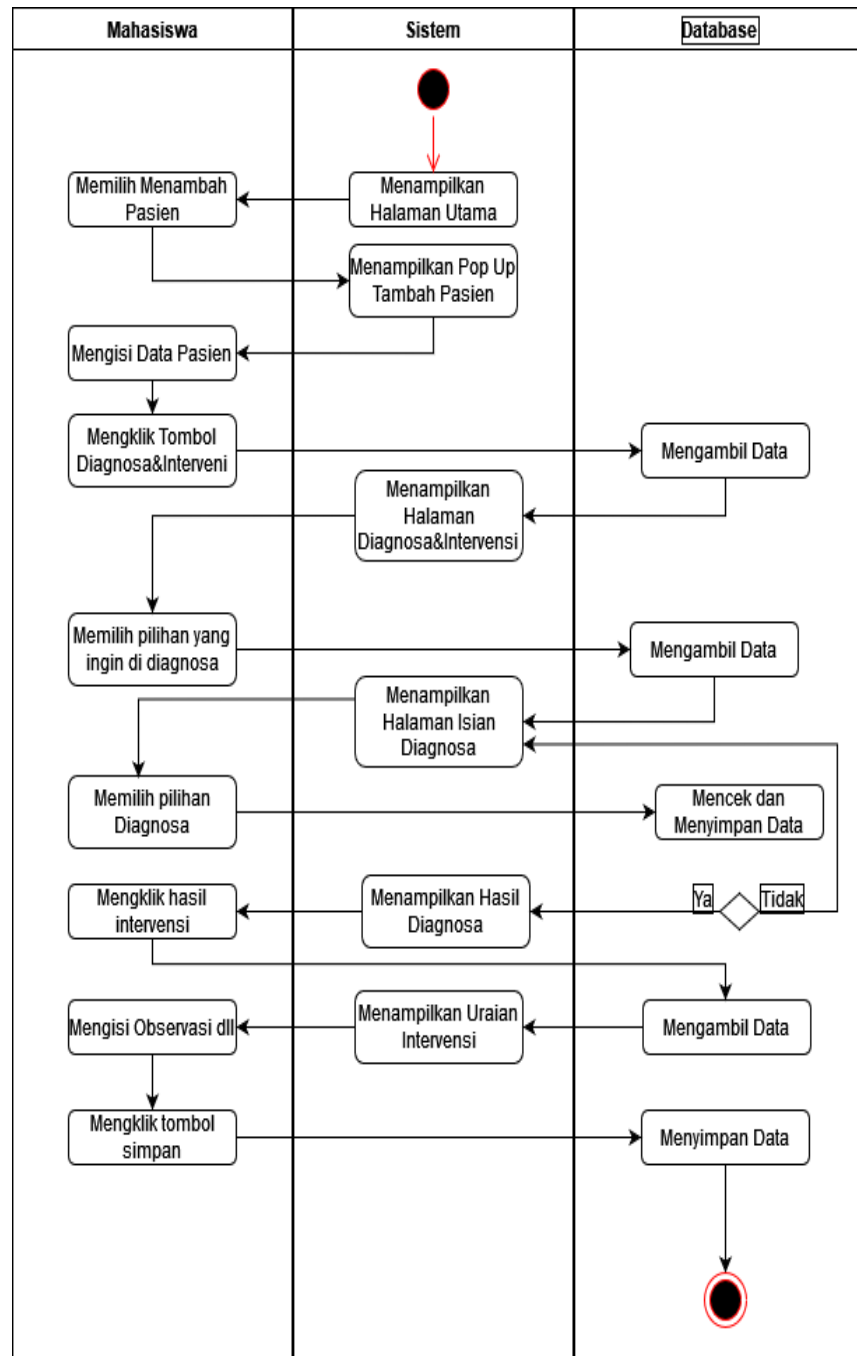 Mahasiswa
Sistem
Database
Memilih Menambah
Pasien
Menampilkan
Halaman Utama
Menampilkan Pop Up
Tambah Pasien
Mengisi Data Pasien
Mengklik Tombol
Diagnosa&Interveni
Mengambil Data
Menampilkan
Halaman
Diagnosa&Intervensi
Memilih pilihan yang
ingin di diagnosa
Mengambil Data
Menampilkan
Halaman Isian
Diagnosa
Memilih pilihan
Diagnosa
Mencek dan
Menyimpan Data
Mengklik hasil
intervensi
Menampilkan Hasil
Diagnosa
Ya
Tidak
Mengisi Observasi dll
Menampilkan Uraian
Intervensi
Mengambil Data
Mengklik tombol
simpan
Menyimpan Data